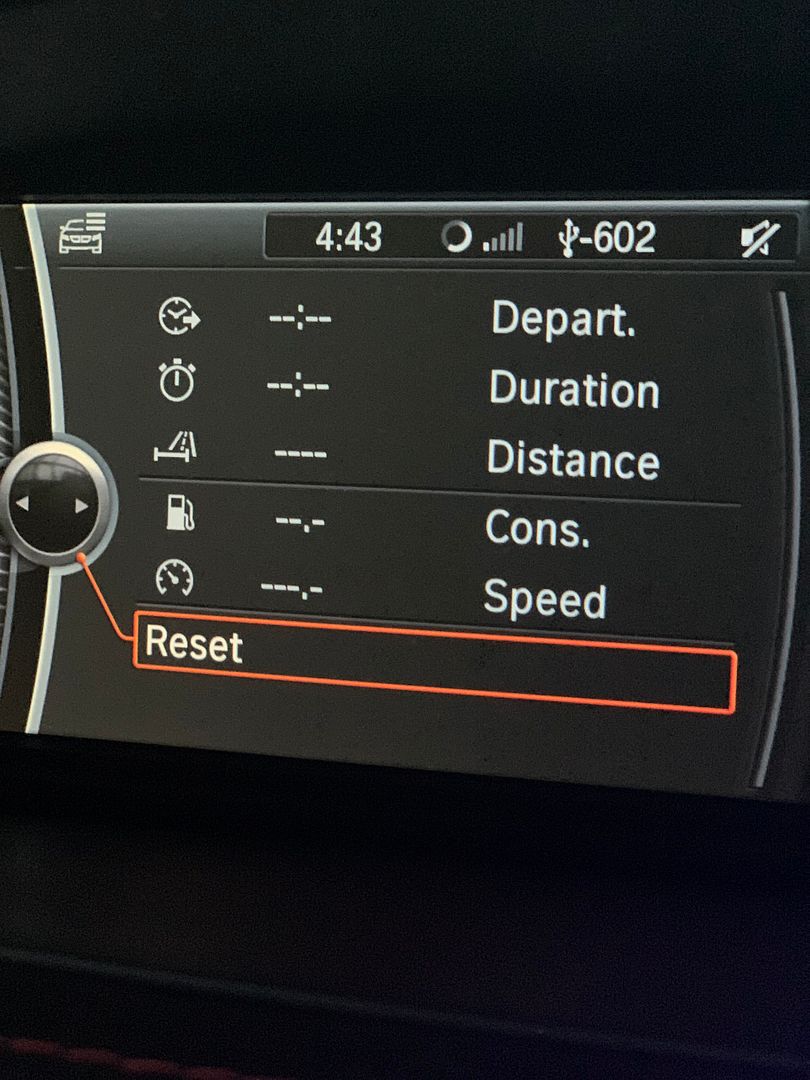 4:43 -602
--:-- Depart.
--:-- Duration
---- Distance
--.- Cons.
---.- Speed
Reset